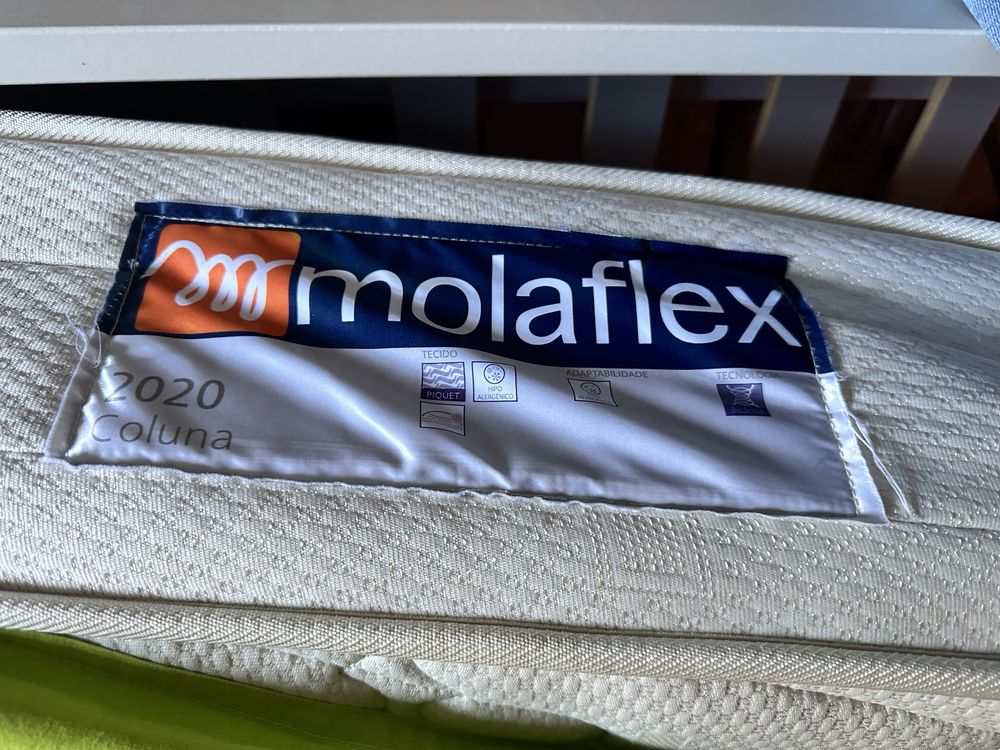 molaflex
2020
Coluna
TECIDO
PIQUET
HIPO
ALERGÉNICO
ADAPTABILIDADE
TECNOLOGIA